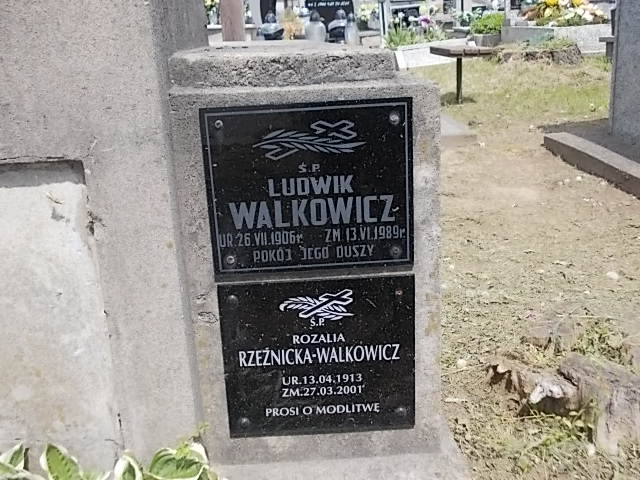 Ś.P.
LUDWIK
WALKOWICZ
UR.26.VII.1906r. ZM.13.VI.1989r.
POKÓJ JEGO DUSZY
Ś.P.
ROZALIA
RZEŹNICKA-WALKOWICZ
UR.13.04.1913
ZM.27.03.2001
PROSI O MODLITWĘ